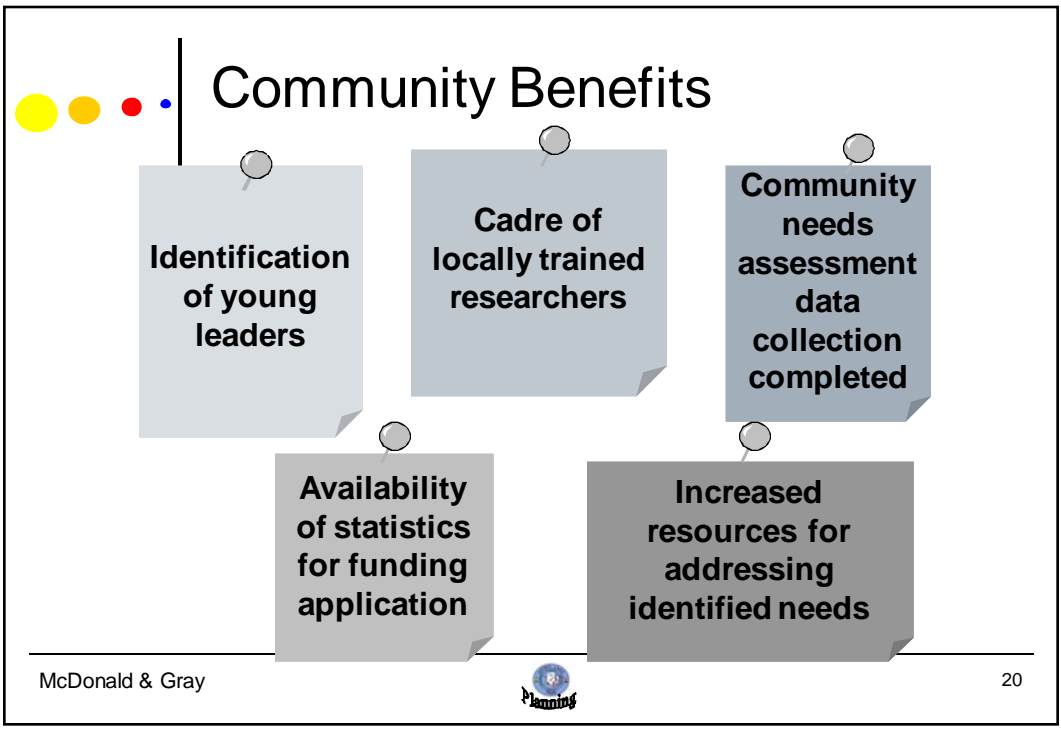 Community Benefits
Identification
of young
leaders
Cadre of
locally trained
researchers
Community
needs
assessment
data
collection
completed
Availability
of statistics
for funding
application
Increased
resources for
addressing
identified needs
McDonald & Gray
Planning
20